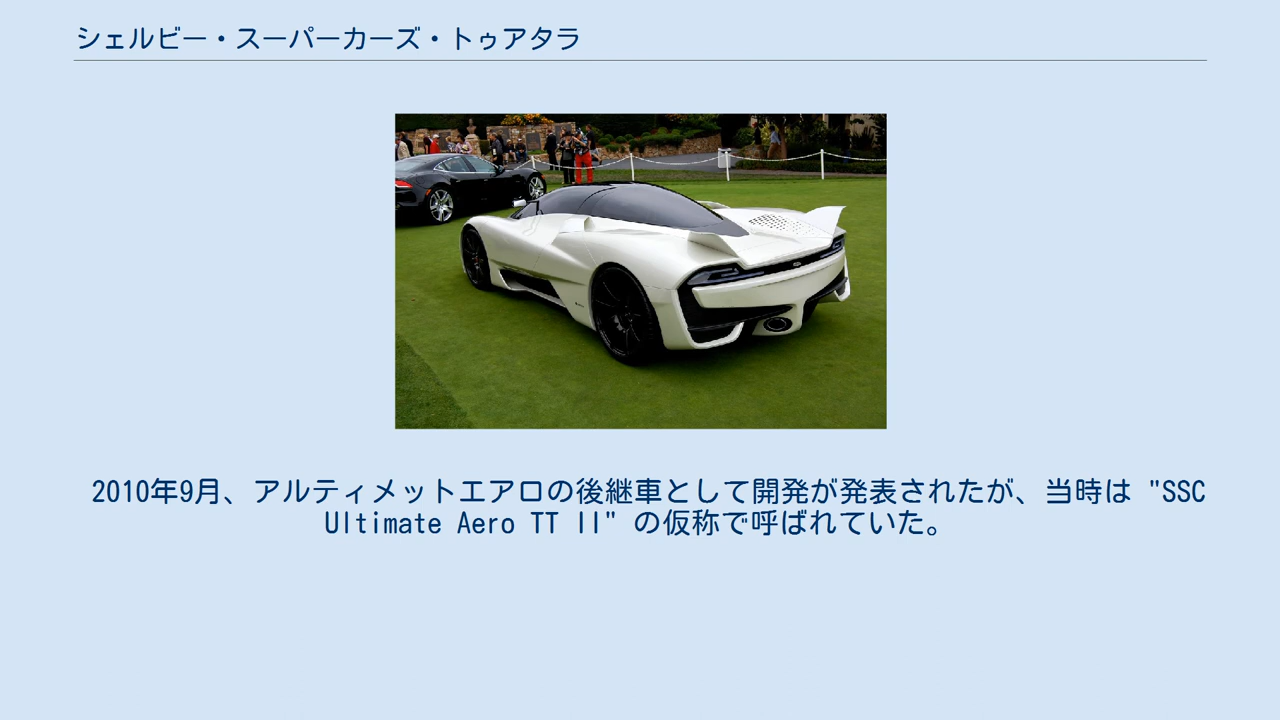 シェルビー・スーパーカーズ・トゥアタラ
2010年9月、アルティメットエアロの後継車として開発が発表されたが、当時は "SSC
Ultimate Aero TT II" の仮称で呼ばれていた。